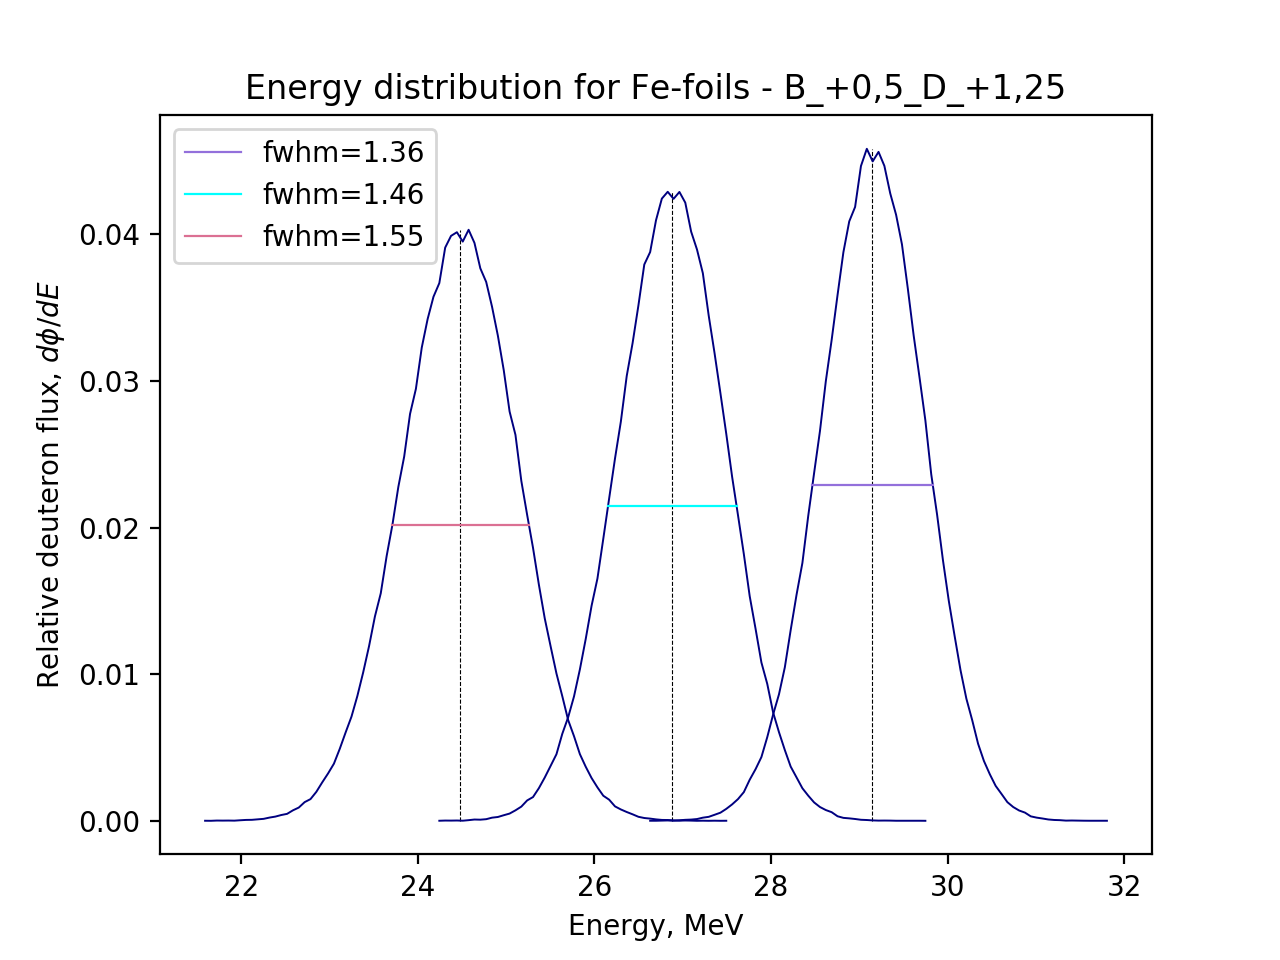 Energy distribution for Fe-foils - B_+0,5_D_+1,25
fwhm=1.36
fwhm=1.46
fwhm=1.55
Relative deuteron flux, dϕ/dE
0.04
0.03
0.02
0.01
0.00
22 24 26 28 30 32
Energy, MeV